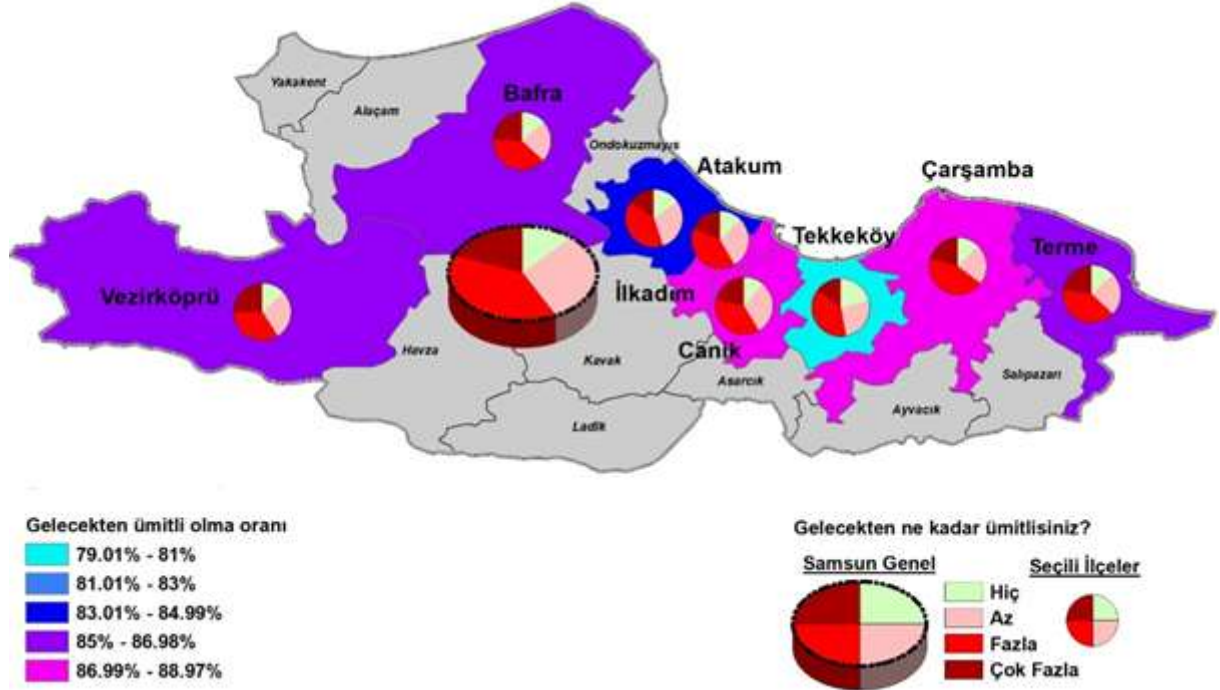 Yakakent
Alaçam
Bafra
Ondokuzmayıs
Atakum
Çarşamba
Tekkeköy
Terme
Vezirköprü
İlkadım
Havza
Kavak
Canik
Asarcık
Salıpazarı
Ayvacık
Ladik
Gelecekten ümitli olma oranı
79.01% - 81%
81.01% - 83%
83.01% - 84.99%
85% - 86.98%
86.99% - 88.97%
Gelecekten ne kadar ümitlisiniz?
Samsun Genel
Seçili İlçeler
Hiç
Az
Fazla
Çok Fazla